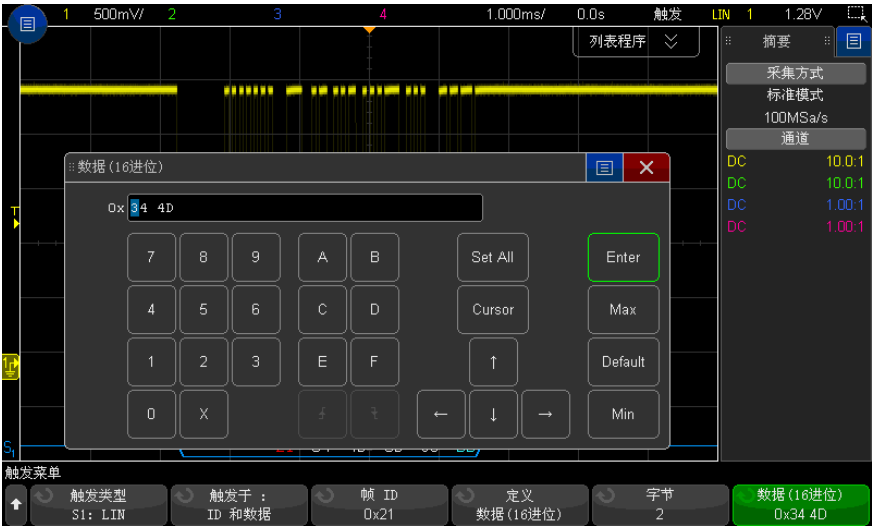 1 500mV/ 2 3 4 1.000ms/ 0.0s 触发 LIN 1 1.28V
列表程序
摘要
采集方式
标准模式
100MSa/s
通道
DC 10.0:1
DC 10.0:1
DC 1.00:1
DC 1.00:1
T
数据(16进位)
0x 34 4D
7 8 9 A B Set All Enter
4 5 6 C D Cursor Max
1 2 3 E F ↑ Default
0 X ← ↓ → Min
S1
触发菜单
触发类型 触发于 : 帧 ID 定义 字节 数据(16进位)
S1: LIN ID 和数据 0x21 数据(16进位) 2 0x34 4D